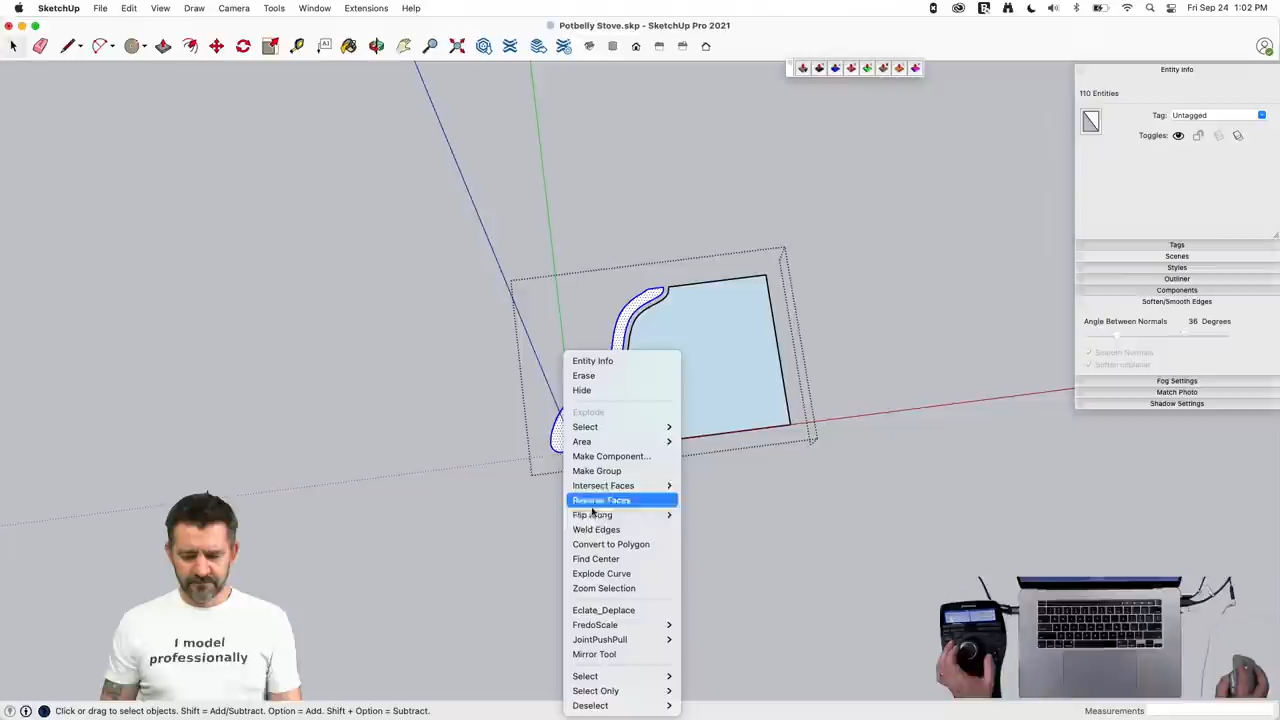 SketchUp File Edit View Draw Camera Tools Window Extensions Help
Fri Sep 24 1:02 PM
Potbelly Stove.skp - SketchUp Pro 2021
Entity Info
110 Entities
Tag: Untagged
Toggles:
Tags
Scenes
Styles
Outliner
Components
Soften/Smooth Edges
Angle Between Normals 36 Degrees
Smooth Normals
Soften coplanar
Fog Settings
Match Photo
Shadow Settings
Entity Info
Erase
Hide
Explode
Select
Area
Make Component...
Make Group
Intersect Faces
Reverse Faces
Flip Along
Weld Edges
Convert to Polygon
Find Center
Explode Curve
Zoom Selection
Eclate_Deplace
FredoScale
JointPushPull
Mirror Tool
Select
Select Only
Deselect
I model
professionally
Click or drag to select objects. Shift = Add/Subtract. Option = Add. Shift + Option = Subtract.
Measurements